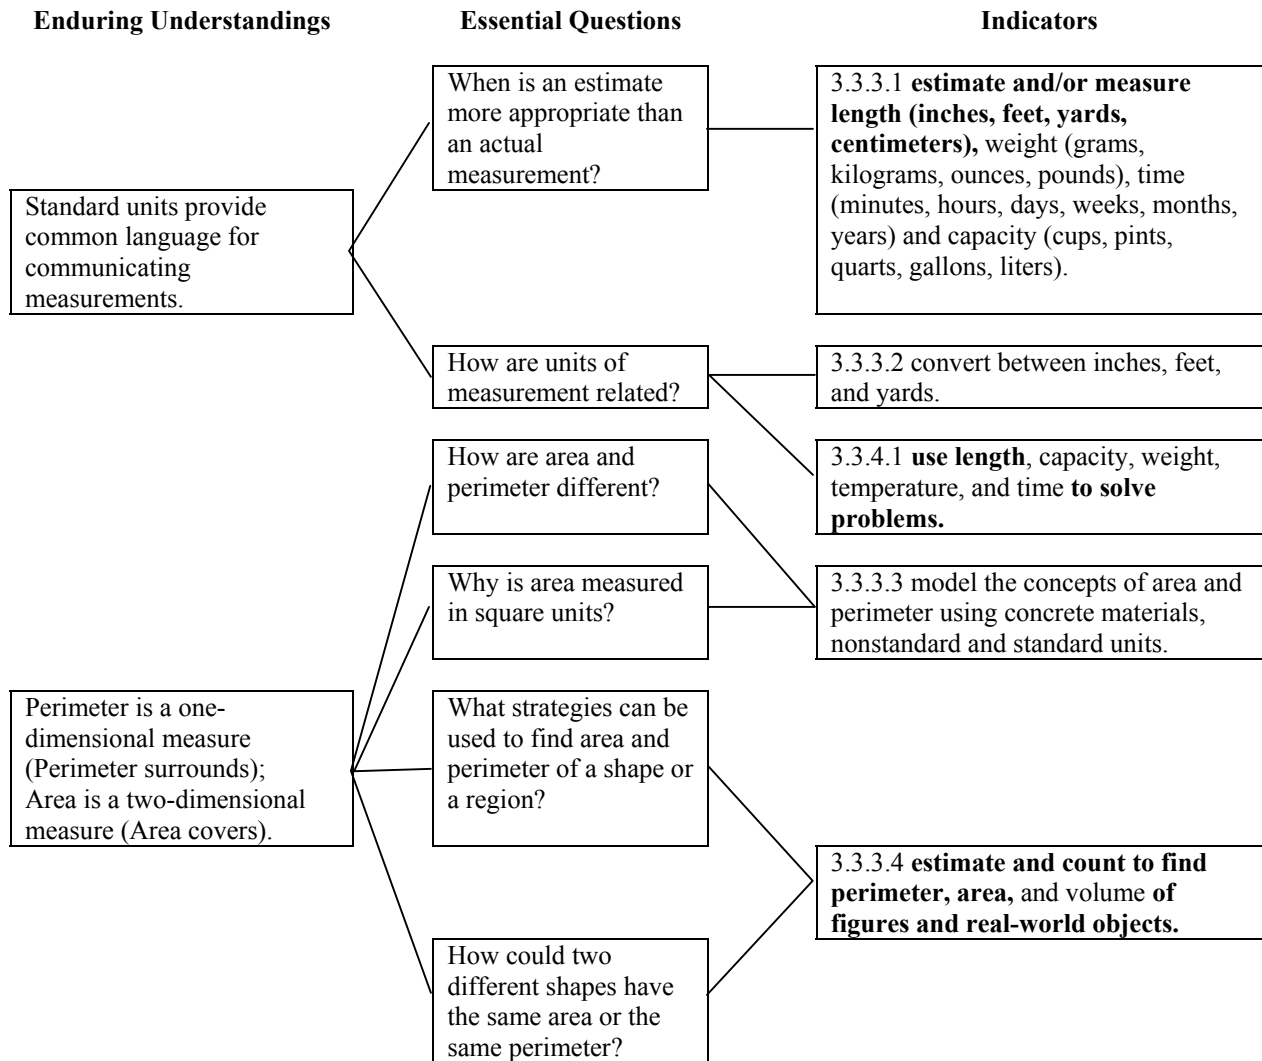 Enduring Understandings
Essential Questions
Indicators
When is an estimate
more appropriate than
an actual
measurement?
3.3.3.1 estimate and/or measure
length (inches, feet, yards,
centimeters), weight (grams,
kilograms, ounces, pounds), time
(minutes, hours, days, weeks, months,
years) and capacity (cups, pints,
quarts, gallons, liters).
Standard units provide
common language for
communicating
measurements.
How are units of
measurement related?
3.3.3.2 convert between inches, feet,
and yards.
How are area and
perimeter different?
3.3.4.1 use length, capacity, weight,
temperature, and time to solve
problems.
Why is area measured
in square units?
3.3.3.3 model the concepts of area and
perimeter using concrete materials,
nonstandard and standard units.
Perimeter is a one-
dimensional measure
(Perimeter surrounds);
Area is a two-dimensional
measure (Area covers).
What strategies can be
used to find area and
perimeter of a shape or
a region?
3.3.3.4 estimate and count to find
perimeter, area, and volume of
figures and real-world objects.
How could two
different shapes have
the same area or the
same perimeter?